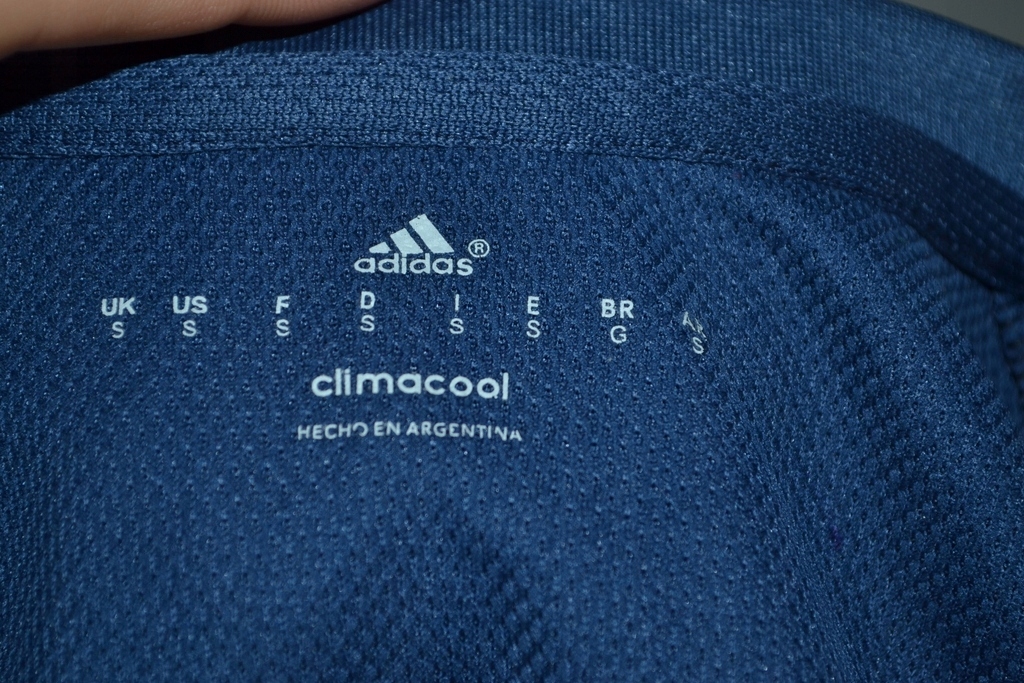 adidas®
UK US F D I E BR
S S S S S S G S
climacool
HECHO EN ARGENTINA